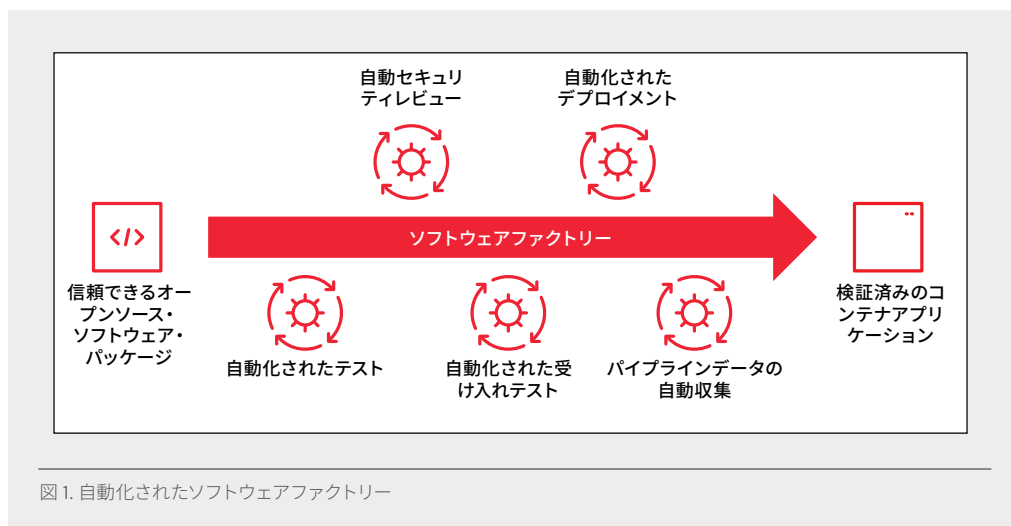 自動セキュリ
ティレビュー
自動化された
デプロイメント
</>
ソフトウェアファクトリー
信頼できるオー
プンソース・
ソフトウェア・
パッケージ
検証済みのコ
ンテナアプリ
ケーション
自動化されたテスト
自動化された受
け入れテスト
パイプラインデータの
自動収集
図 1. 自動化されたソフトウェアファクトリー